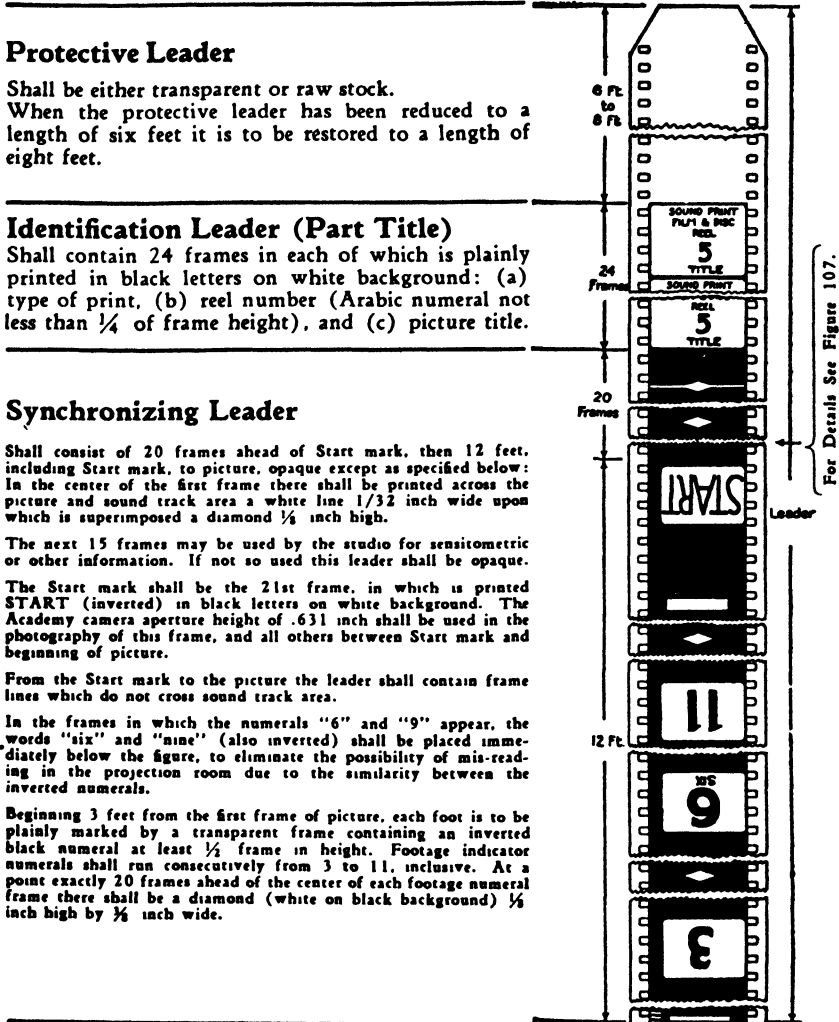 Protective Leader
Shall be either transparent or raw stock.
When the protective leader has been reduced to a
length of six feet it is to be restored to a length of
eight feet.
6 Ft.
to
8 Ft.
Identification Leader (Part Title)
Shall contain 24 frames in each of which is plainly
printed in black letters on white background: (a)
type of print, (b) reel number (Arabic numeral not
less than ¼ of frame height), and (c) picture title.
SOUND PRINT
FILM & DISC
REEL
5
TITLE
SOUND PRINT
REEL
5
TITLE
24
Frames
20
Frames
Synchronizing Leader
Shall consist of 20 frames ahead of Start mark, then 12 feet,
including Start mark, to picture, opaque except as specified below:
In the center of the first frame there shall be printed across the
picture and sound track area a white line 1/32 inch wide upon
which is superimposed a diamond ⅛ inch high.
The next 15 frames may be used by the studio for sensitometric
or other information. If not so used this leader shall be opaque.
The Start mark shall be the 21st frame, in which is printed
START (inverted) in black letters on white background. The
Academy camera aperture height of .631 inch shall be used in the
photography of this frame, and all others between Start mark and
beginning of picture.
From the Start mark to the picture the leader shall contain frame
lines which do not cross sound track area.
In the frames in which the numerals "6" and "9" appear, the
words "six" and "nine" (also inverted) shall be placed imme-
diately below the figure, to eliminate the possibility of mis-read-
ing in the projection room due to the similarity between the
inverted numerals.
Beginning 3 feet from the first frame of picture, each foot is to be
plainly marked by a transparent frame containing an inverted
black numeral at least ½ frame in height. Footage indicator
numerals shall run consecutively from 3 to 11, inclusive. At a
point exactly 20 frames ahead of the center of each footage numeral
frame there shall be a diamond (white on black background) ⅛
inch high by ⅜ inch wide.
START
11
SIX
6
3
12 Ft.
Leader
For Details See Figure 107.